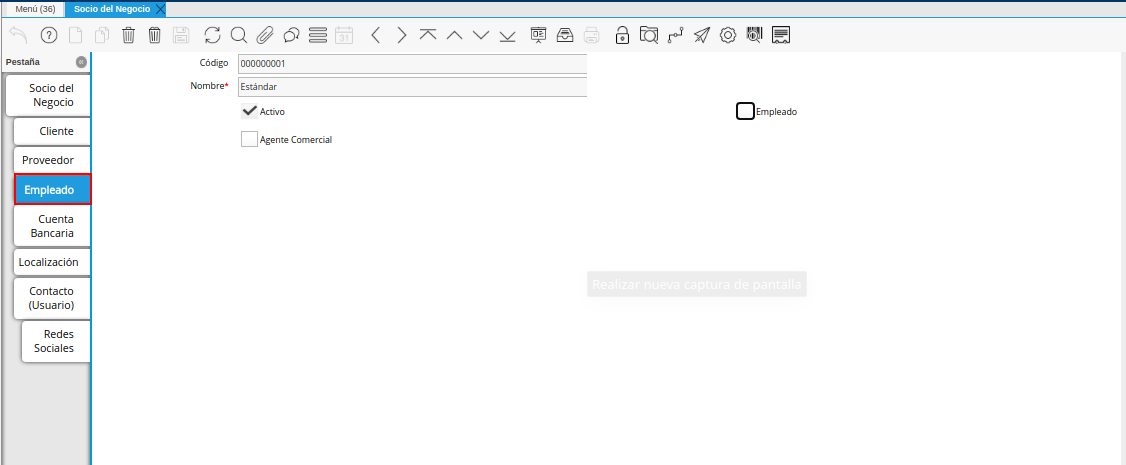 Menú (36)
Socio del Negocio
31
Pestaña
Socio del
Negocio
Cliente
Proveedor
Empleado
Cuenta
Bancaria
Localización
Contacto
(Usuario)
Redes
Sociales
Código
000000001
Nombre*
Estándar
Activo
Empleado
Agente Comercial
Realizar nueva captura de pantalla